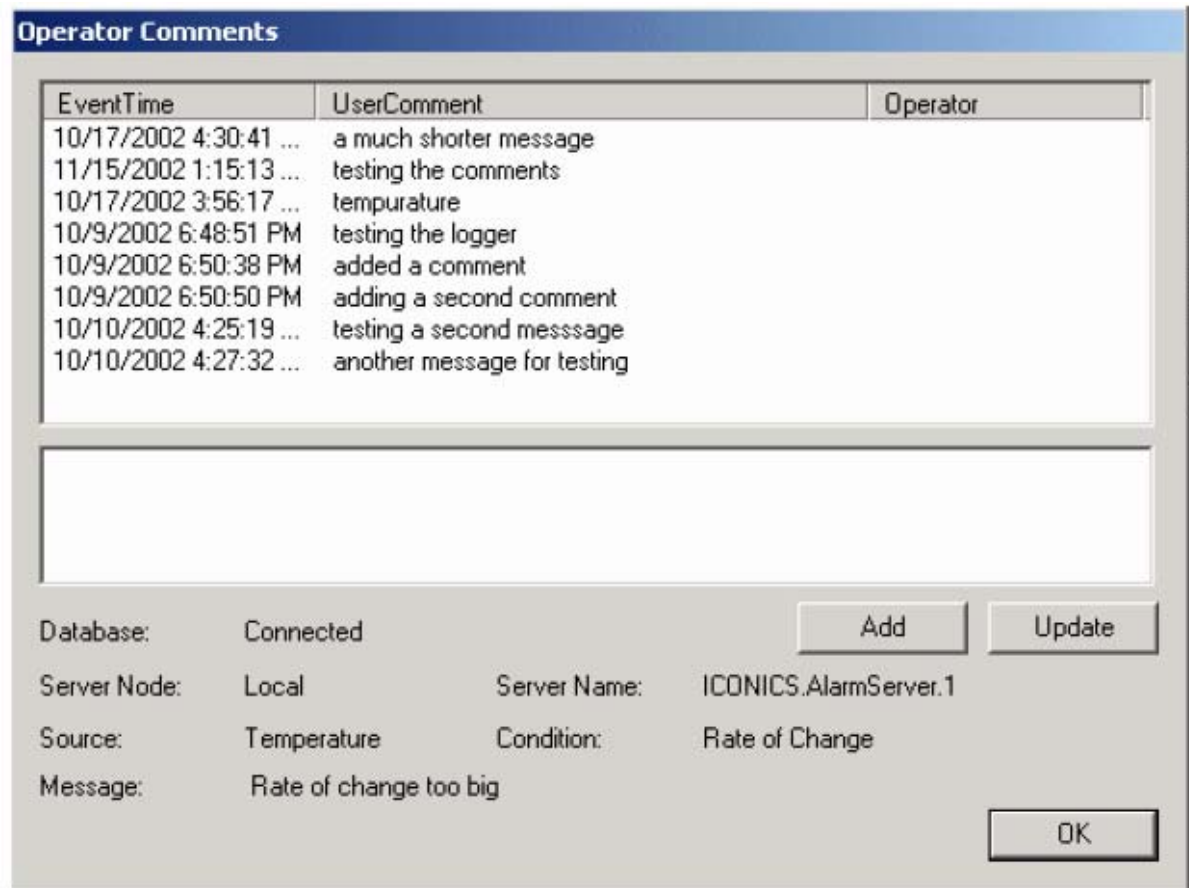 Operator Comments
EventTime UserComment Operator
10/17/2002 4:30:41 ... a much shorter message
11/15/2002 1:15:13 ... testing the comments
10/17/2002 3:56:17 ... tempurature
10/9/2002 6:48:51 PM testing the logger
10/9/2002 6:50:38 PM added a comment
10/9/2002 6:50:50 PM adding a second comment
10/10/2002 4:25:19 ... testing a second messsage
10/10/2002 4:27:32 ... another message for testing
Database: Connected Add Update
Server Node: Local Server Name: ICONICS.AlarmServer.1
Source: Temperature Condition: Rate of Change
Message: Rate of change too big
OK